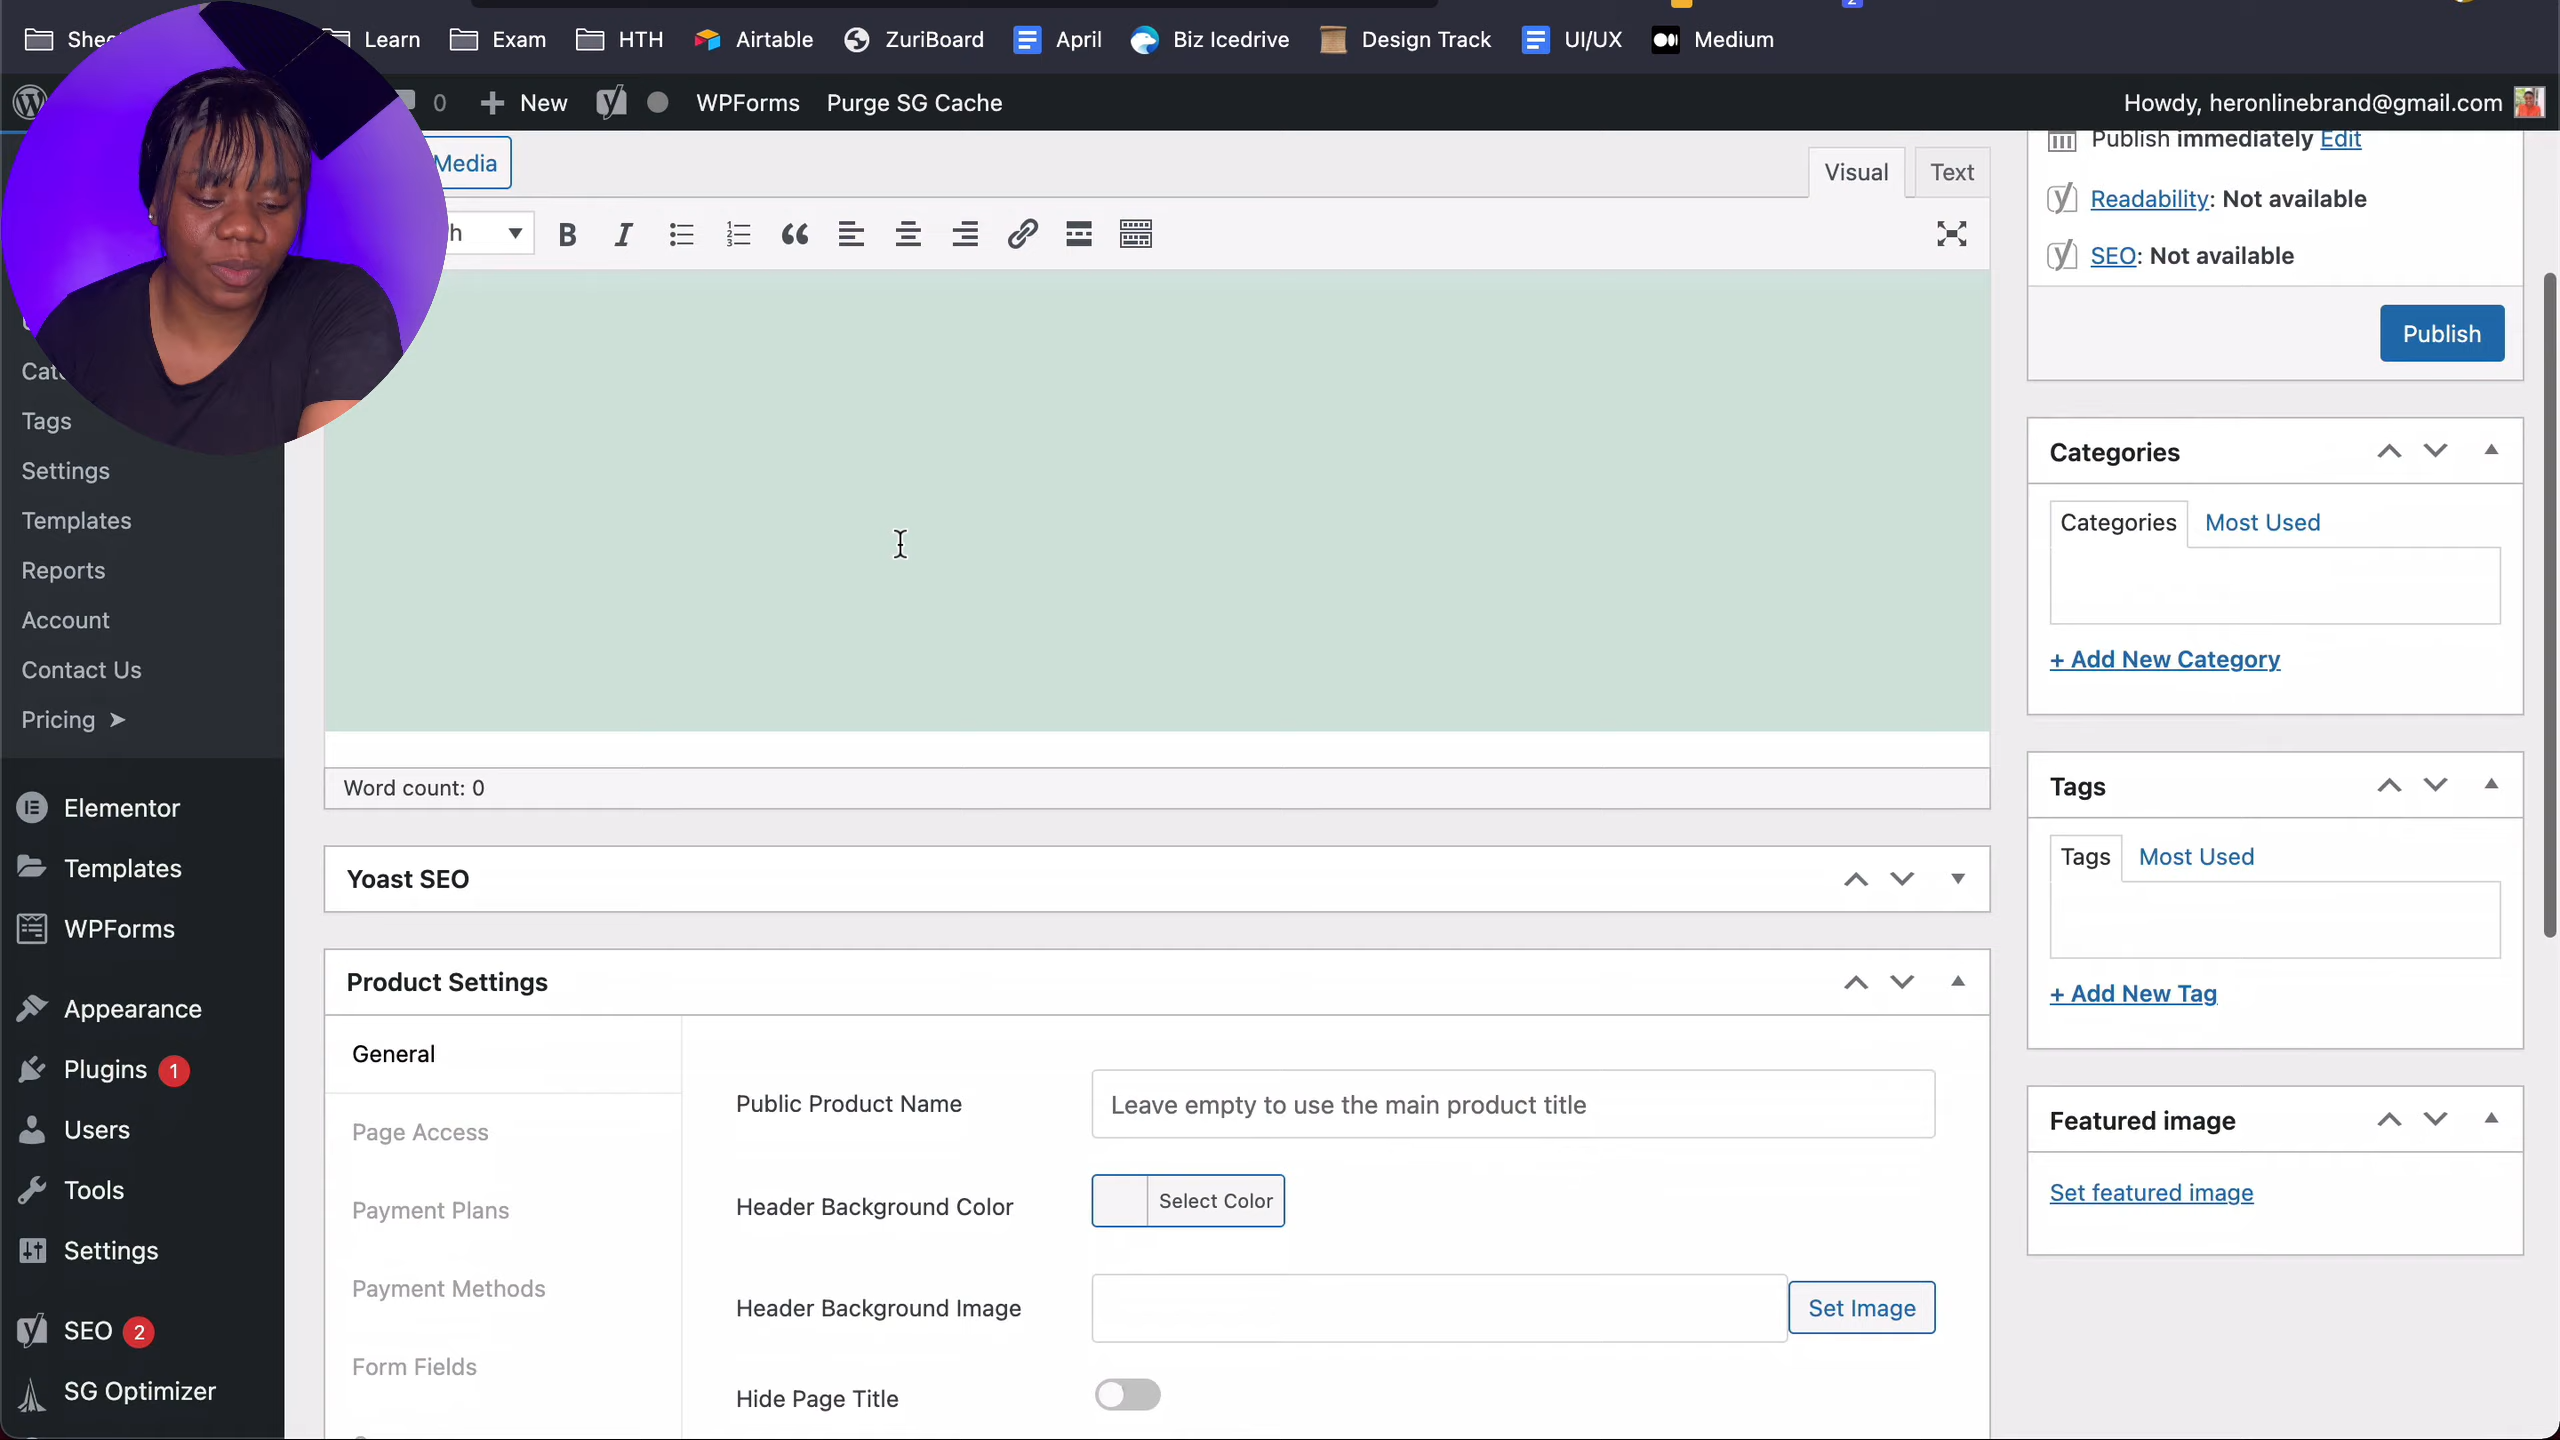 Learn
Exam
HTH
Airtable
ZuriBoard
April
Biz Icedrive
Design Track
UI/UX
Medium
0
New
WPForms
Purge SG Cache
Howdy, heronlinebrand@gmail.com
Media
Visual
Text
B
I
Publish immediately Edit
Readability: Not available
SEO: Not available
Publish
Tags
Settings
Templates
Reports
Account
Contact Us
Pricing ➤
Elementor
Templates
WPForms
Appearance
Plugins 1
Users
Tools
Settings
SEO 2
SG Optimizer
Word count: 0
Yoast SEO
Product Settings
General
Page Access
Payment Plans
Payment Methods
Form Fields
Public Product Name
Leave empty to use the main product title
Header Background Color
Select Color
Header Background Image
Set Image
Hide Page Title
Categories
Categories
Most Used
+ Add New Category
Tags
Tags
Most Used
+ Add New Tag
Featured image
Set featured image